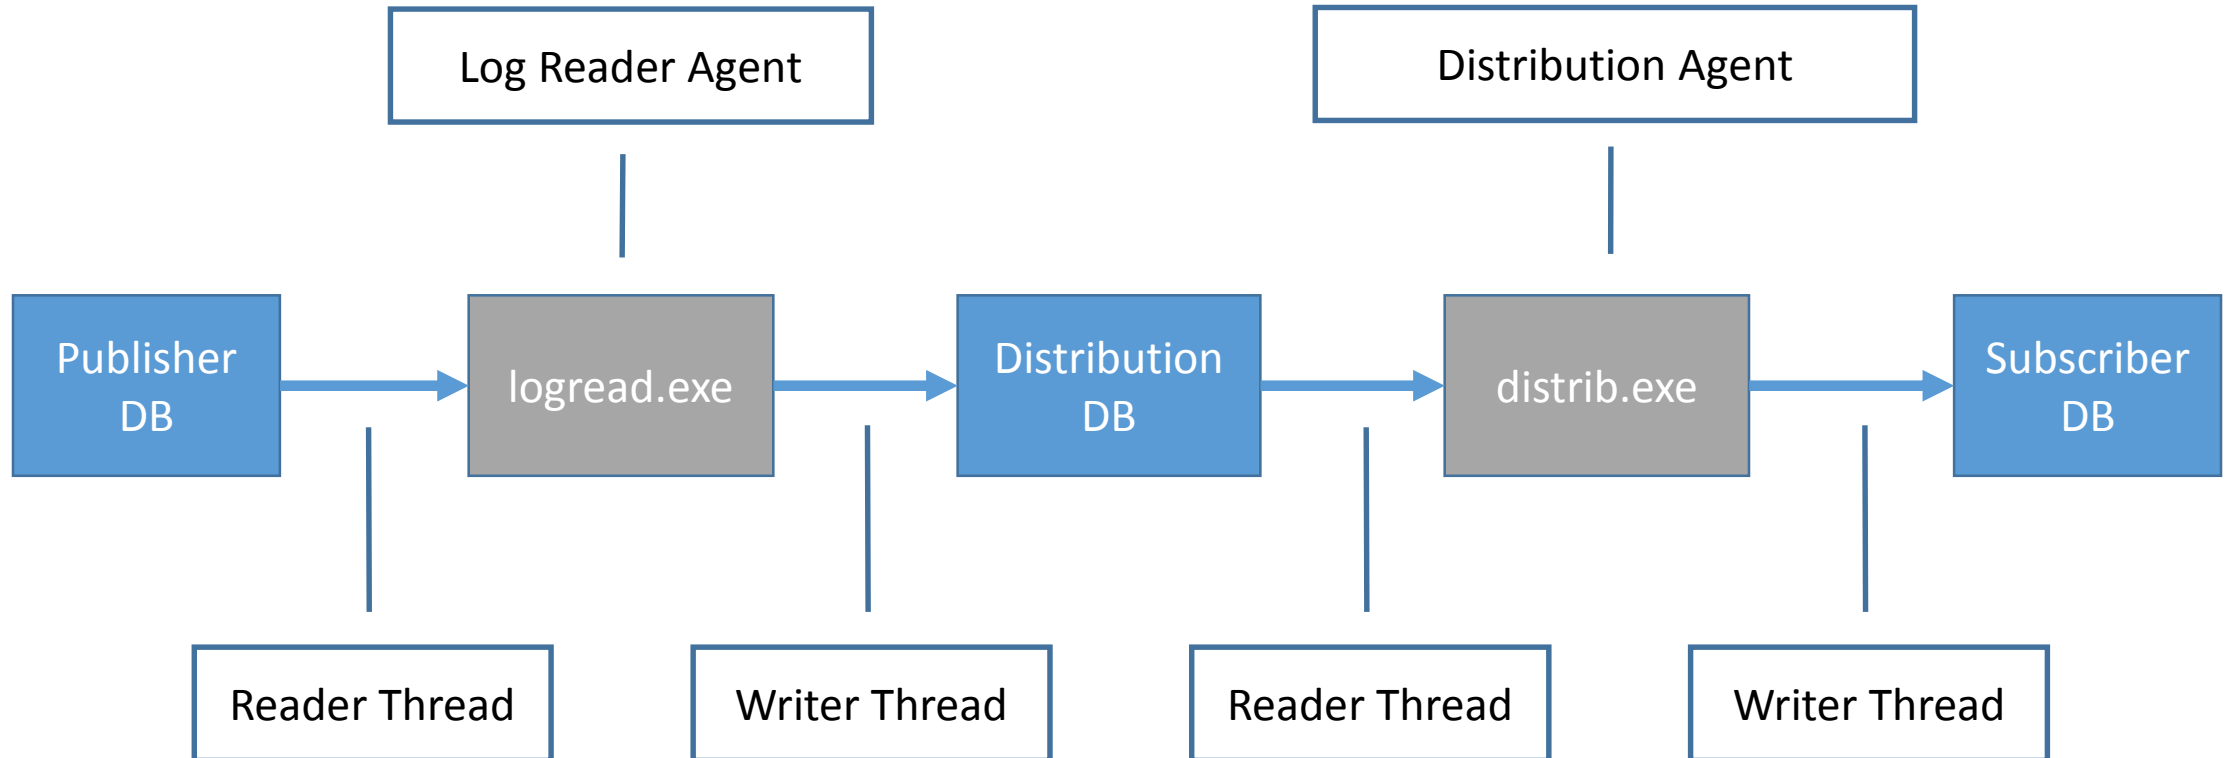 Log Reader Agent
Distribution Agent
Publisher
DB
logread.exe
Distribution
DB
distrib.exe
Subscriber
DB
Reader Thread
Writer Thread
Reader Thread
Writer Thread